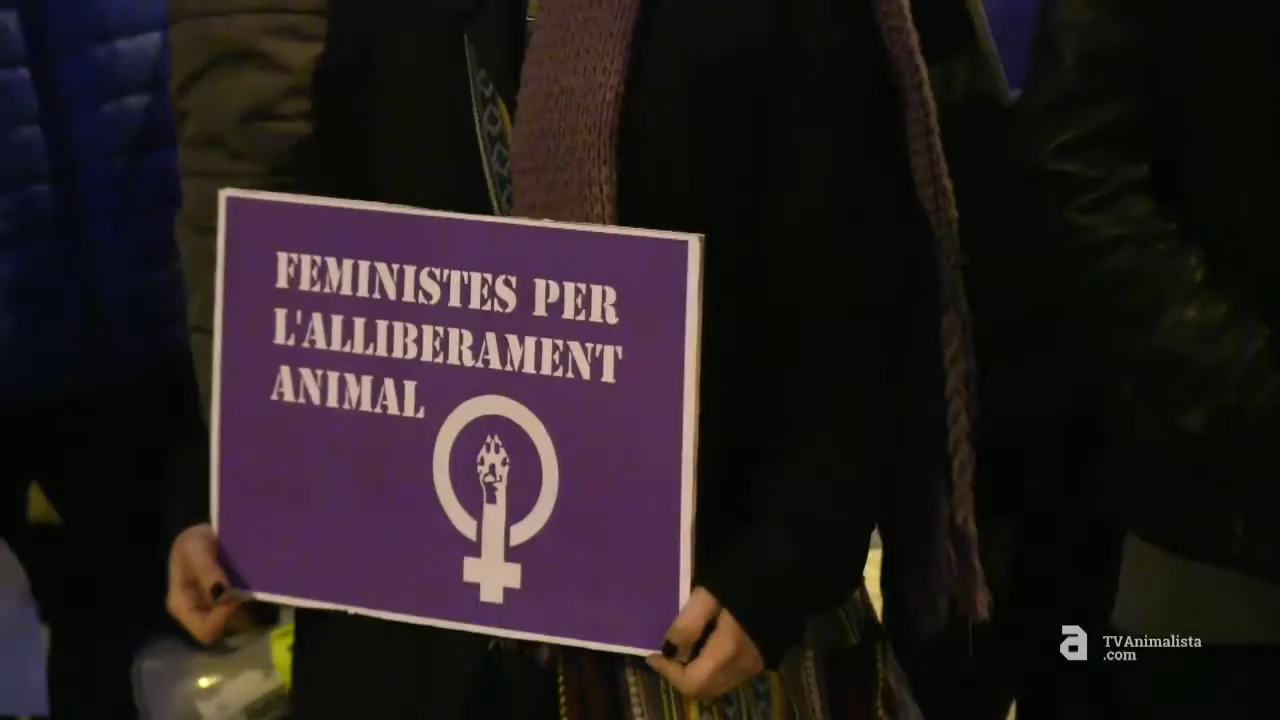 FEMINISTES PER
L'ALLIBERAMENT
ANIMAL
a TVAnimalista
.com